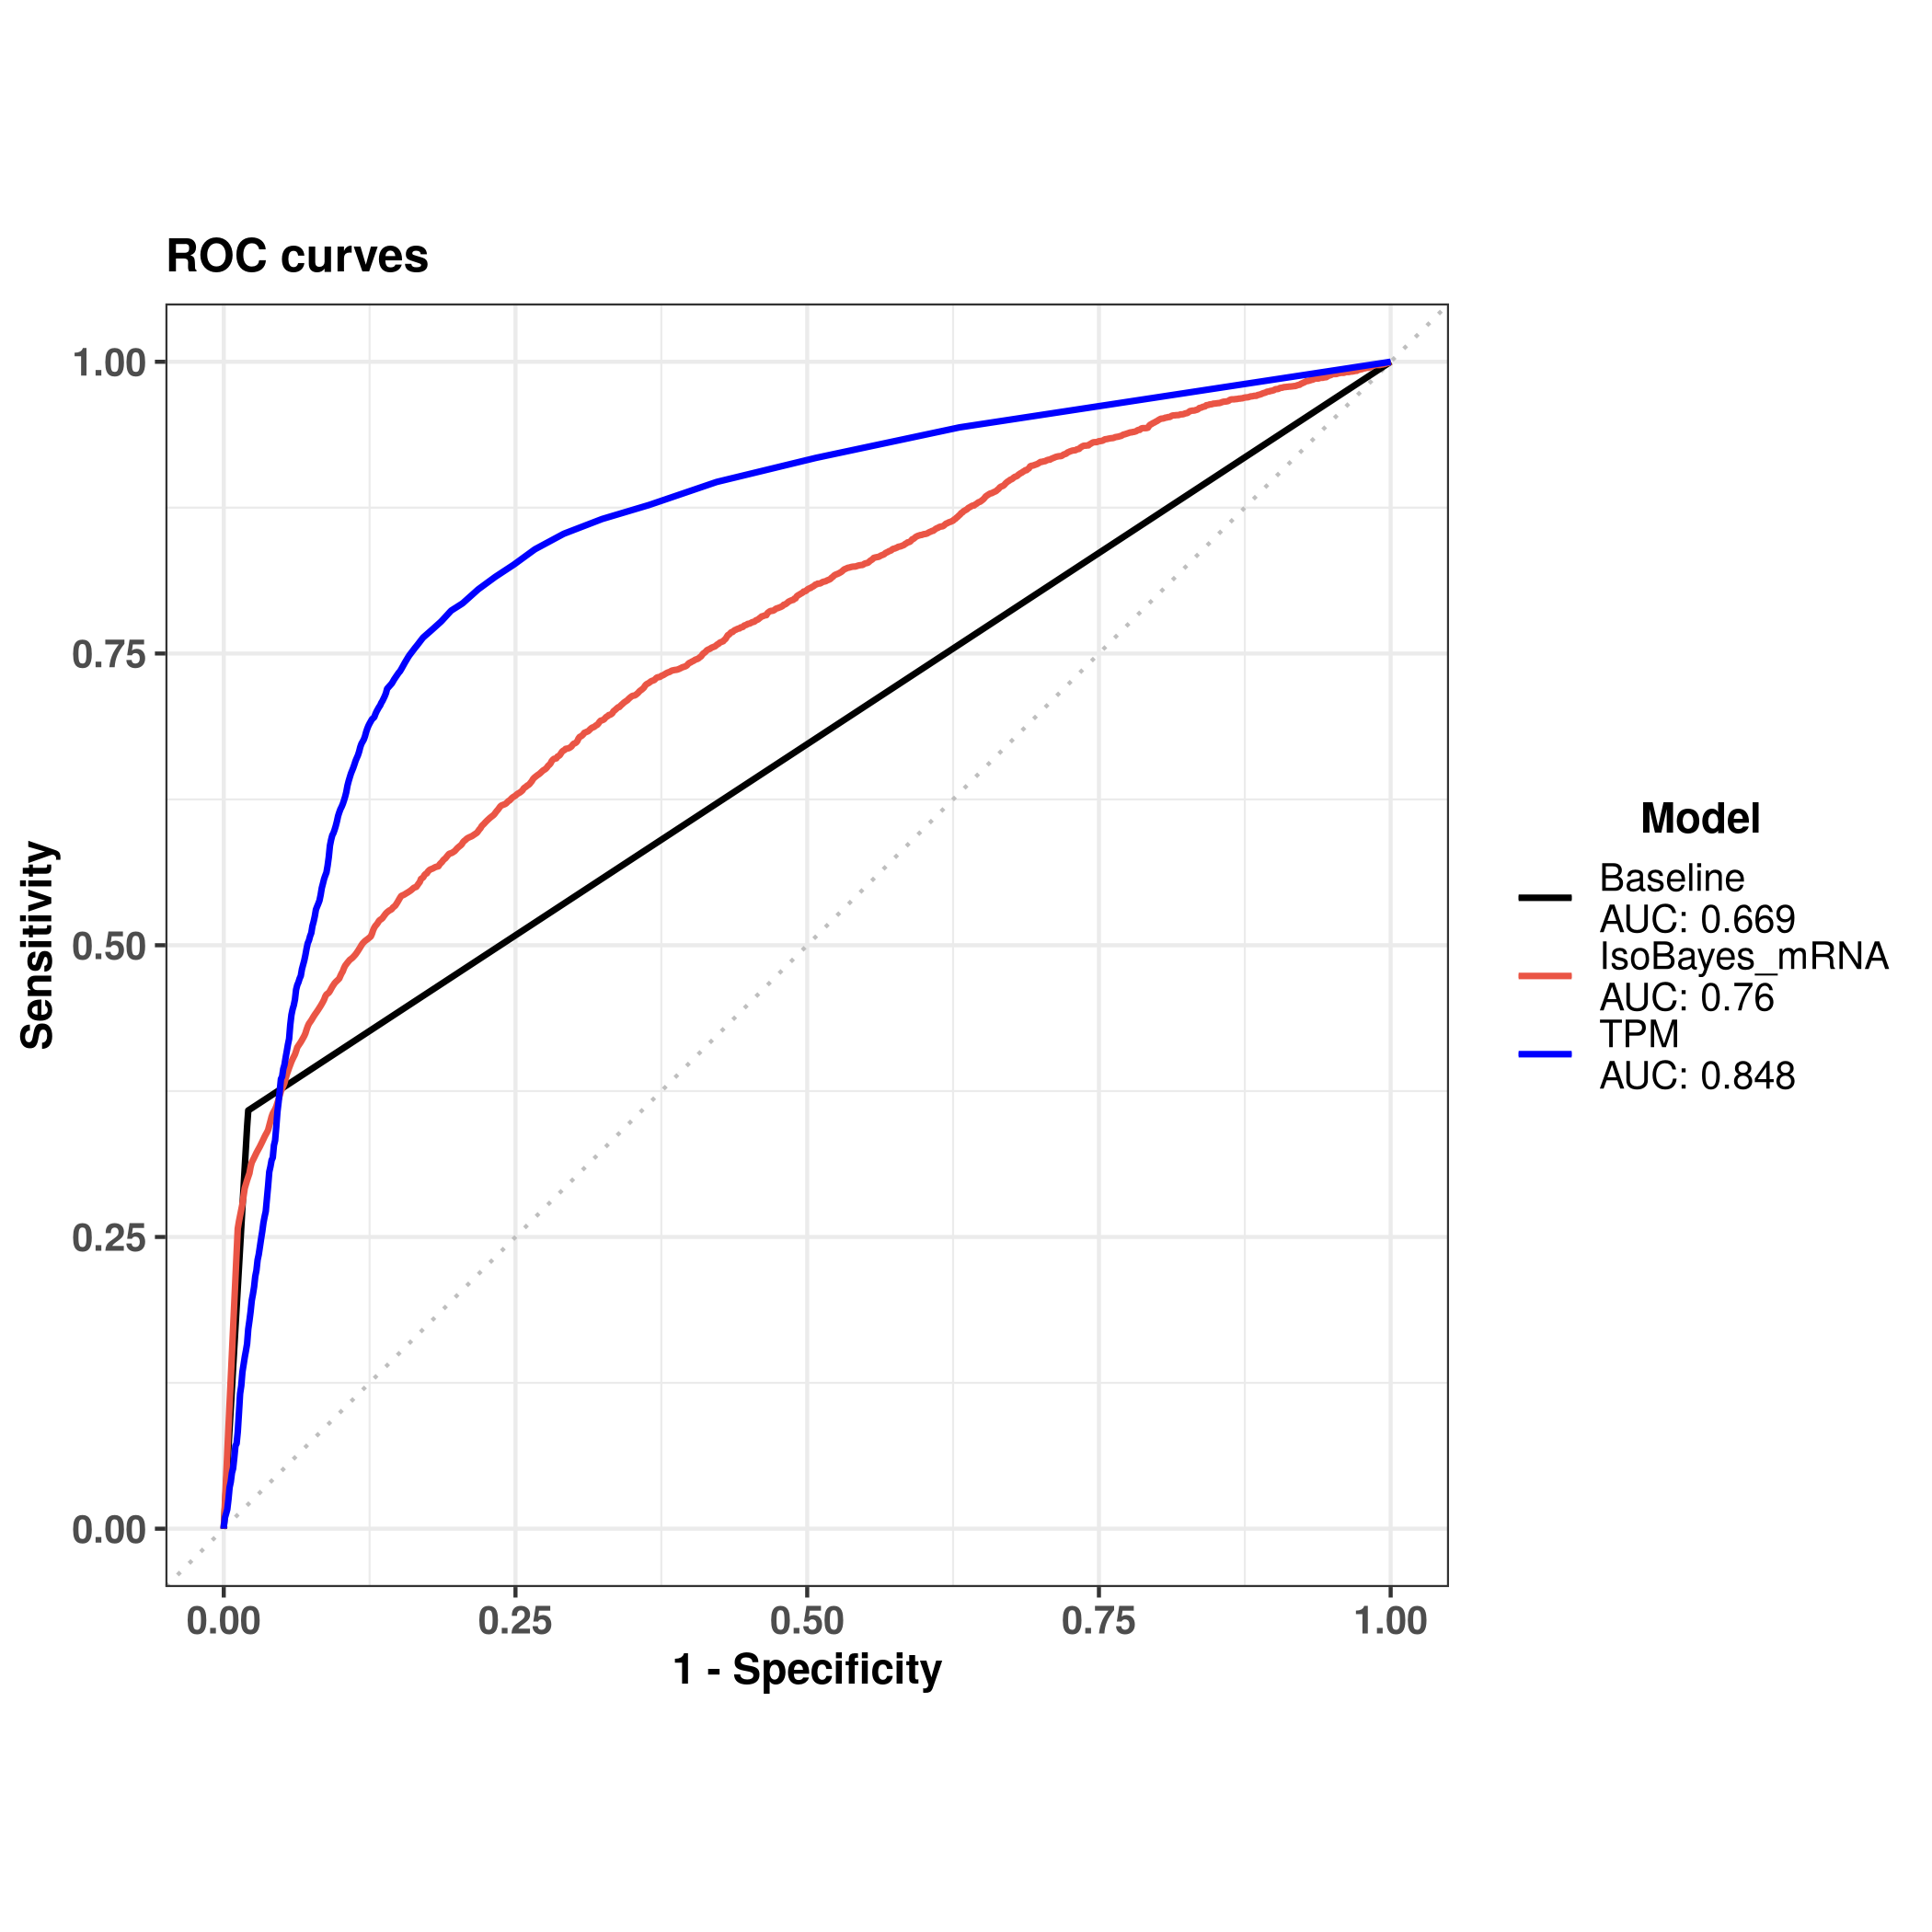 ROC curves
1.00
0.75
0.50
0.25
0.00
Sensitivity
0.00 0.25 0.50 0.75 1.00
1 - Specificity
Model
Baseline
AUC: 0.669
IsoBayes_mRNA
AUC: 0.76
TPM
AUC: 0.848